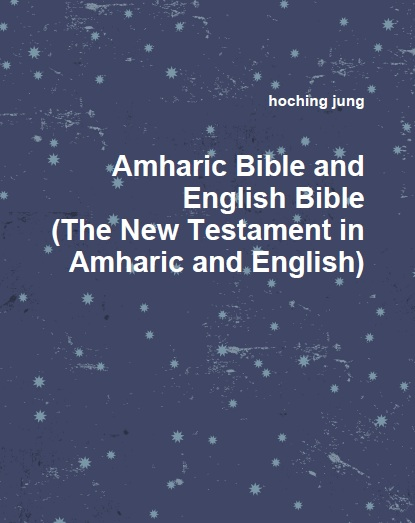 hoching jung
Amharic Bible and
English Bible
(The New Testament in
Amharic and English)